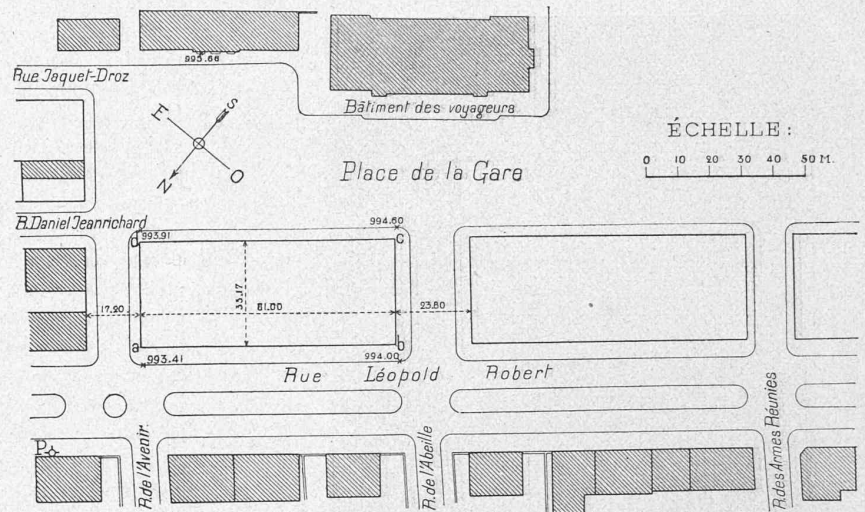 995.66
Rue Jaquet-Droz
Bâtiment des voyageurs
E
S
N
O
ÉCHELLE :
0 10 20 30 40 50 M.
Place de la Gare
R. Daniel Jeanrichard
d
993.91
994.60
c
33.17
17.20
81.00
23.80
a
b
993.41
994.00
Rue Léopold Robert
P.
R. de l'Avenir
R. de l'Abeille
R. des Armes Réunies